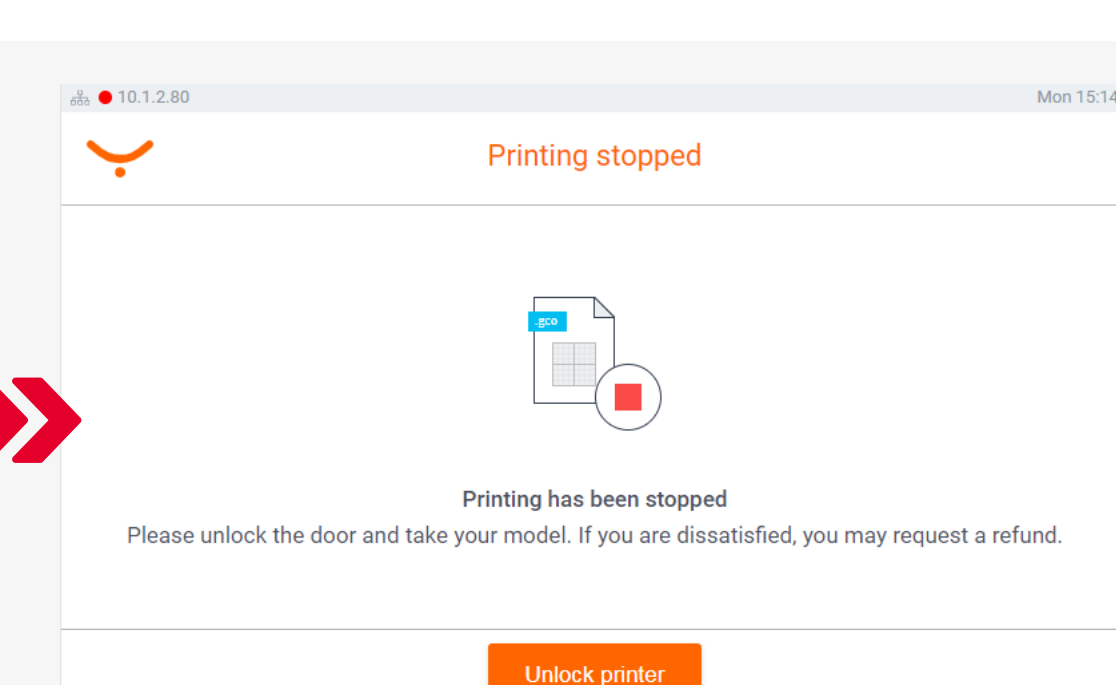 10.1.2.80 Mon 15:14
Printing stopped
.gco
Printing has been stopped
Please unlock the door and take your model. If you are dissatisfied, you may request a refund.
Unlock printer